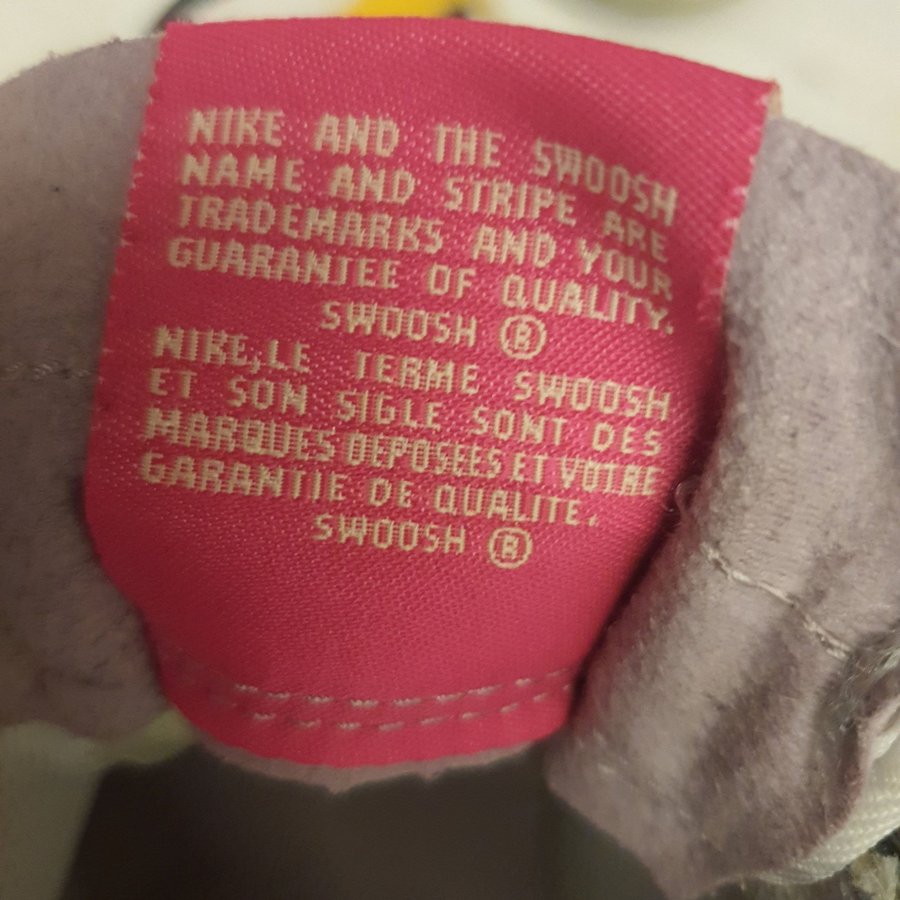 NIKE AND THE SWOOSH
NAME AND STRIPE ARE
TRADEMARKS AND YOUR
GUARANTEE OF QUALITY.
SWOOSH ®
NIKE,LE TERME SWOOSH
ET SON SIGLE SONT DES
MARQUES DEPOSEES ET VOTRE
GARANTIE DE QUALITE.
SWOOSH ®